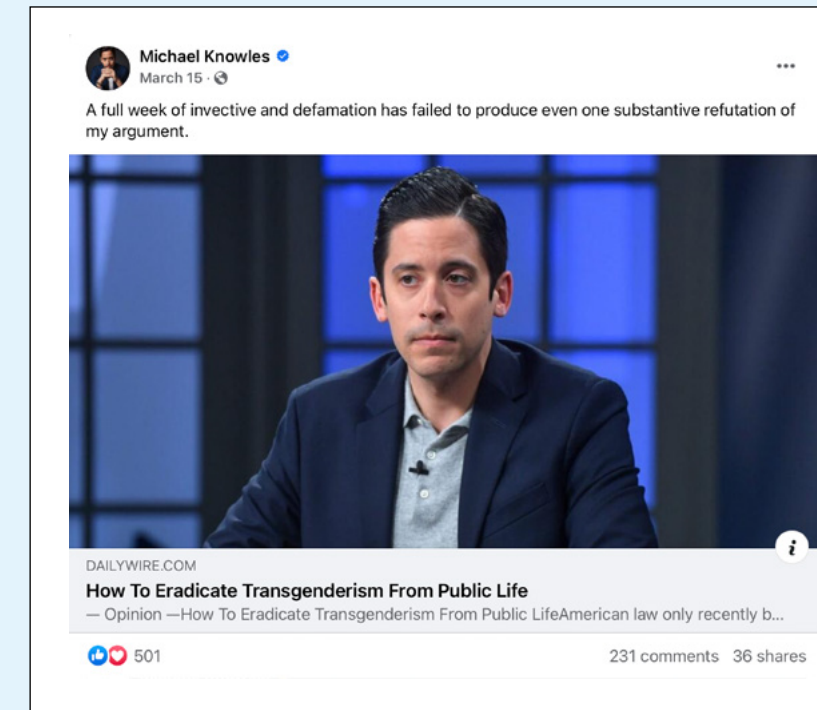 Michael Knowles
March 15 ·
...
A full week of invective and defamation has failed to produce even one substantive refutation of
my argument.
i
DAILYWIRE.COM
How To Eradicate Transgenderism From Public Life
— Opinion —How To Eradicate Transgenderism From Public LifeAmerican law only recently b...
501
231 comments 36 shares